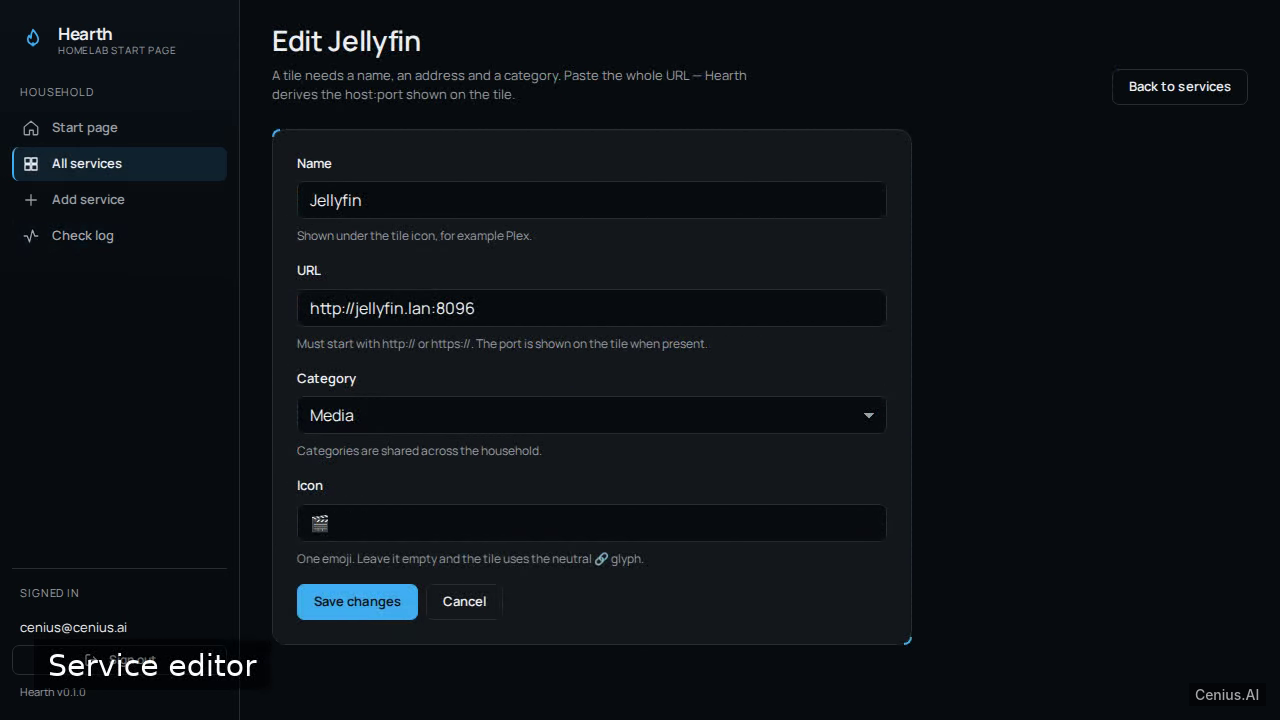 Hearth
HOMELAB START PAGE
HOUSEHOLD
Start page
All services
Add service
Check log
SIGNED IN
cenius@cenius.ai
Sign out
Service editor
Hearth v0.1.0
Edit Jellyfin
A tile needs a name, an address and a category. Paste the whole URL — Hearth
derives the host:port shown on the tile.
Back to services
Name
Jellyfin
Shown under the tile icon, for example Plex.
URL
http://jellyfin.lan:8096
Must start with http:// or https://. The port is shown on the tile when present.
Category
Media
Categories are shared across the household.
Icon
🎬
One emoji. Leave it empty and the tile uses the neutral 🔗 glyph.
Save changes
Cancel
Cenius.AI